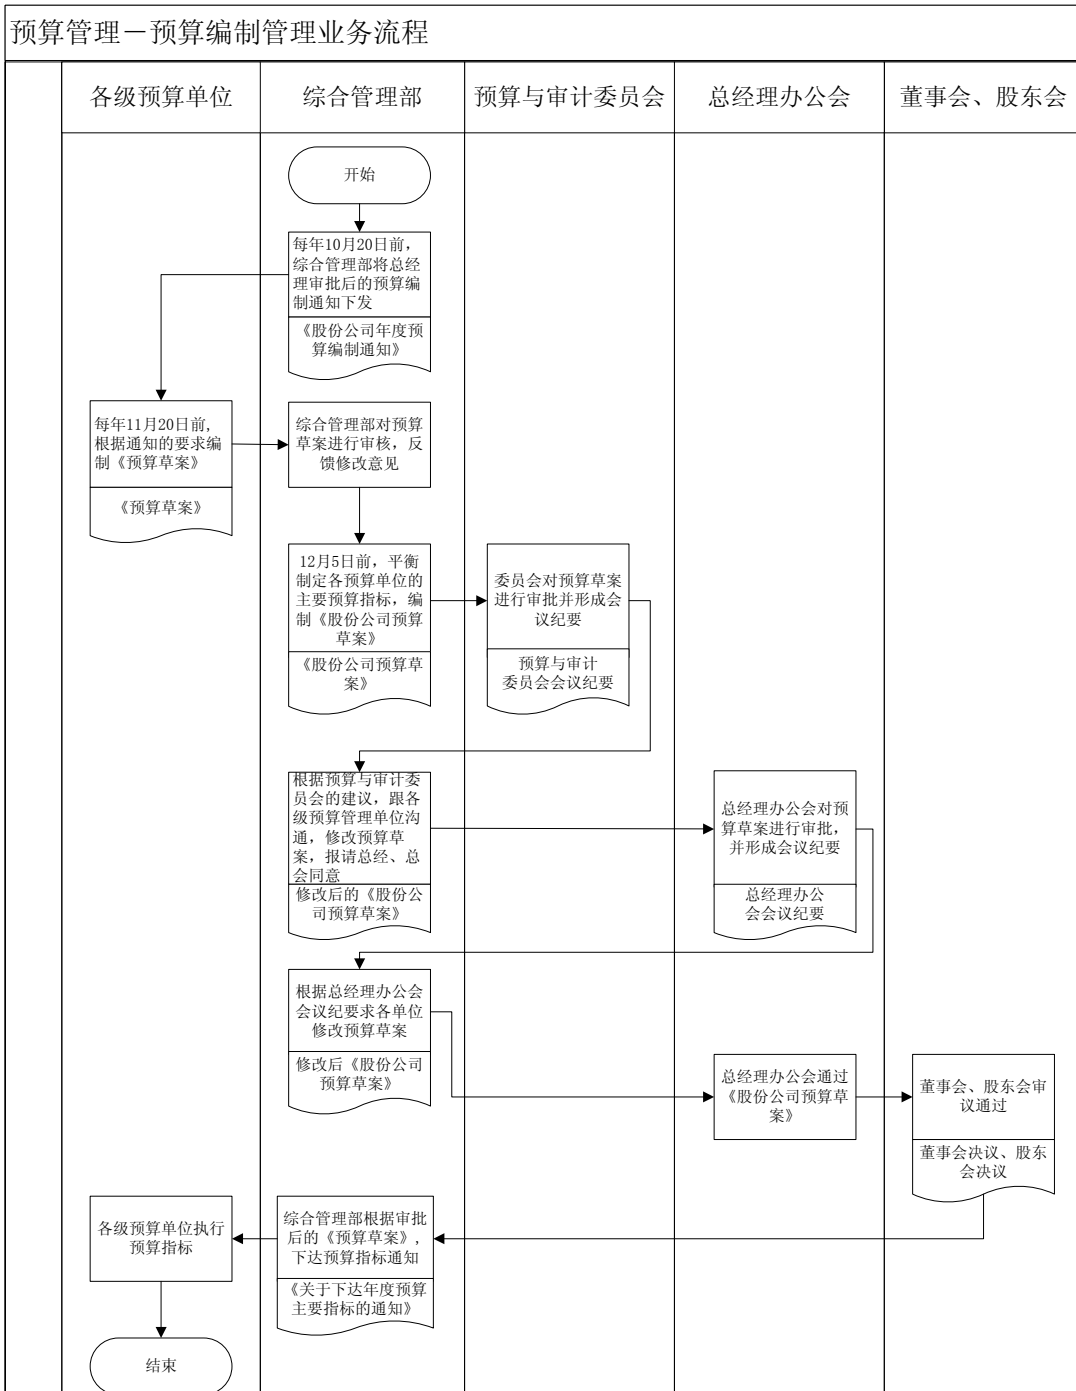 预算管理－预算编制管理业务流程
各级预算单位
综合管理部
预算与审计委员会
总经理办公会
董事会、股东会
开始
每年10月20日前，
综合管理部将总经
理审批后的预算编
制通知下发
《股份公司年度预
算编制通知》
每年11月20日前,
根据通知的要求编
制《预算草案》
《预算草案》
综合管理部对预算
草案进行审核，反
馈修改意见
12月5日前，平衡
制定各预算单位的
主要预算指标，编
制《股份公司预算
草案》
《股份公司预算草
案》
委员会对预算草案
进行审批并形成会
议纪要
预算与审计
委员会会议纪要
根据预算与审计委
员会的建议，跟各
级预算管理单位沟
通，修改预算草
案，报请总经、总
会同意
修改后的《股份公
司预算草案》
总经理办公会对预
算草案进行审批，
并形成会议纪要
总经理办公
会会议纪要
根据总经理办公会
会议纪要求各单位
修改预算草案
修改后《股份公司
预算草案》
总经理办公会通过
《股份公司预算草
案》
董事会、股东会审
议通过
董事会决议、股东
会决议
综合管理部根据审批
后的《预算草案》,
下达预算指标通知
《关于下达年度预算
主要指标的通知》
各级预算单位执行
预算指标
结束